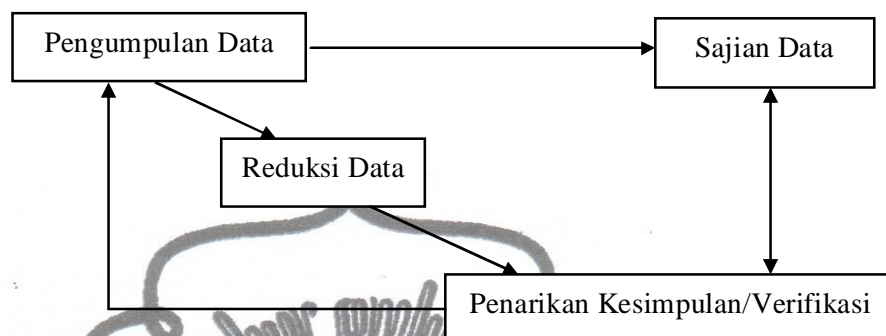 Pengumpulan Data
Sajian Data
Reduksi Data
Penarikan Kesimpulan/Verifikasi